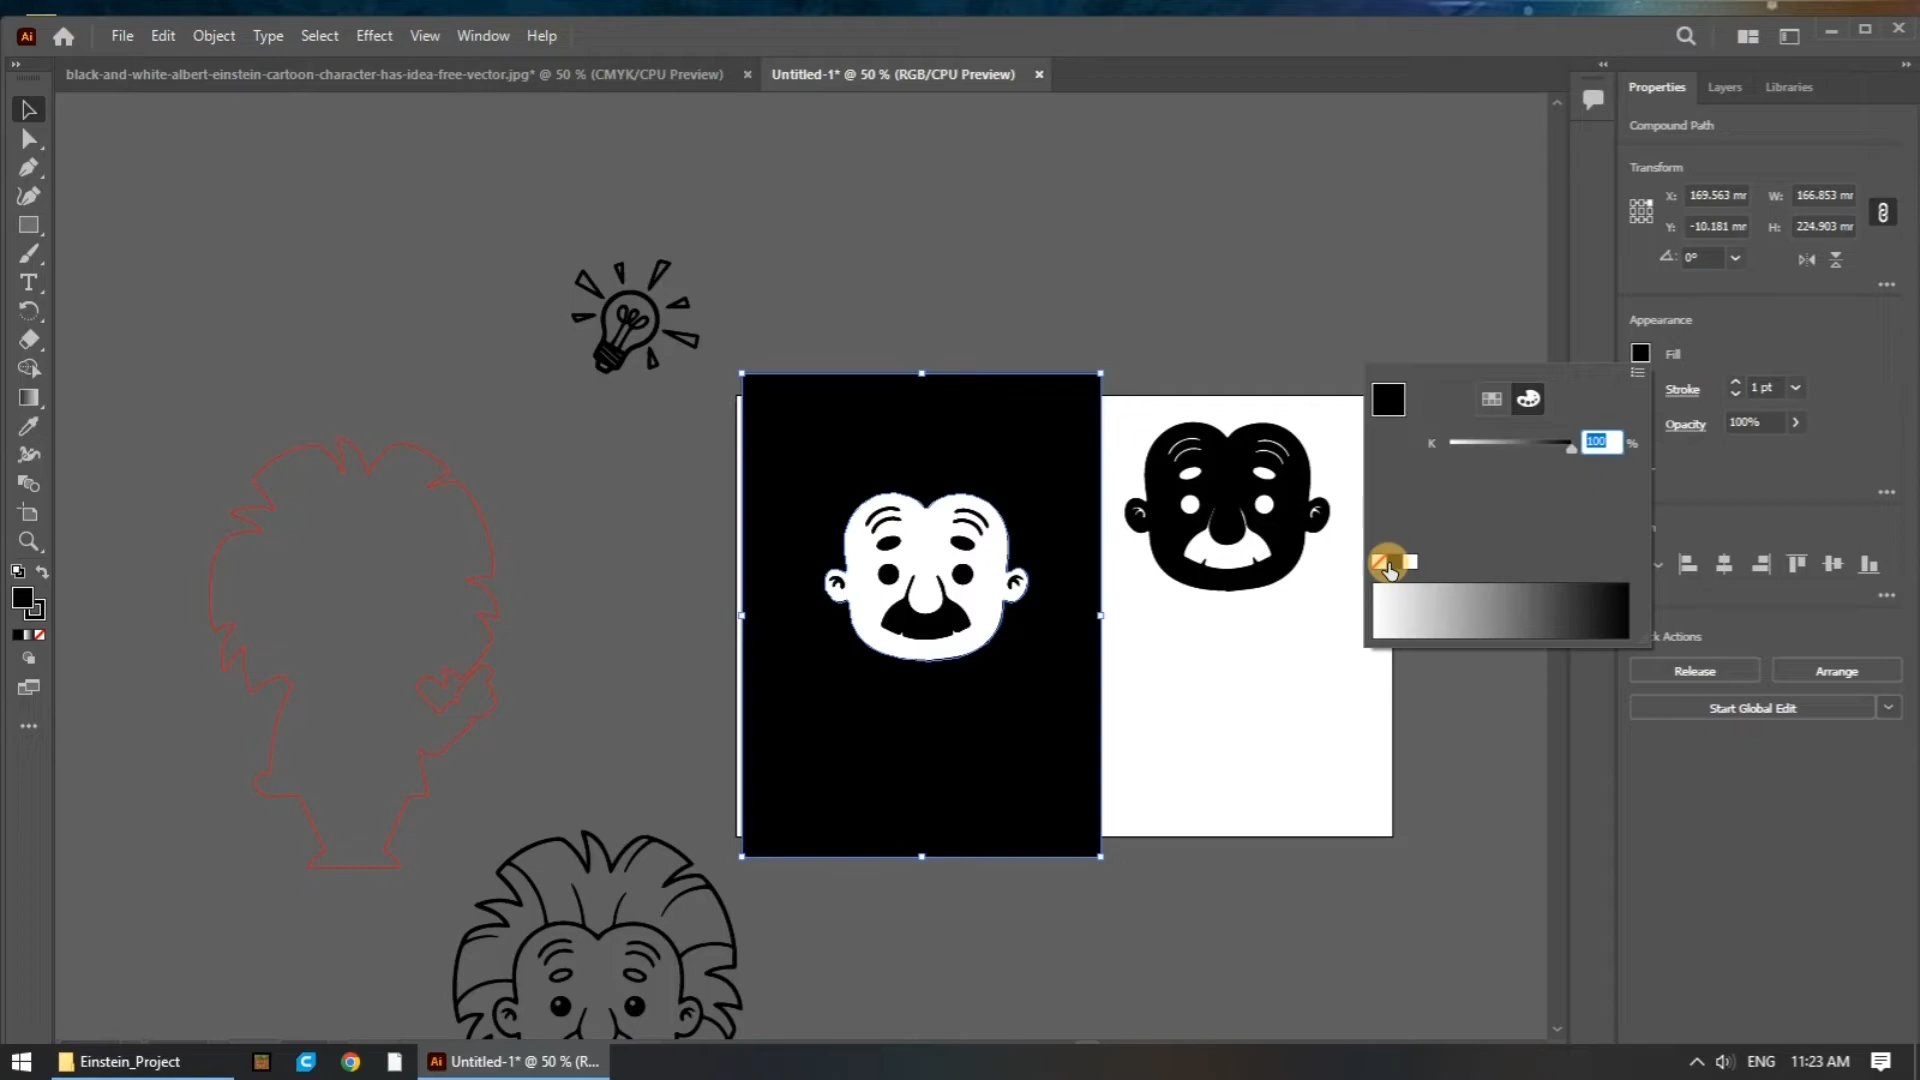 Ai File Edit Object Type Select Effect View Window Help
black-and-white-albert-einstein-cartoon-character-has-idea-free-vector.jpg* @ 50 % (CMYK/CPU Preview) × Untitled-1* @ 50 % (RGB/CPU Preview) ×
Properties Layers Libraries
Compound Path
Transform
X: 169.563 mr W: 166.853 mr
Y: -10.181 mr H: 224.903 mr
0°
Appearance
Fill
Stroke 1 pt
Opacity 100%
K 100 %
k Actions
Release Arrange
Start Global Edit
Einstein_Project
Ai Untitled-1* @ 50 % (R...
ENG 11:23 AM